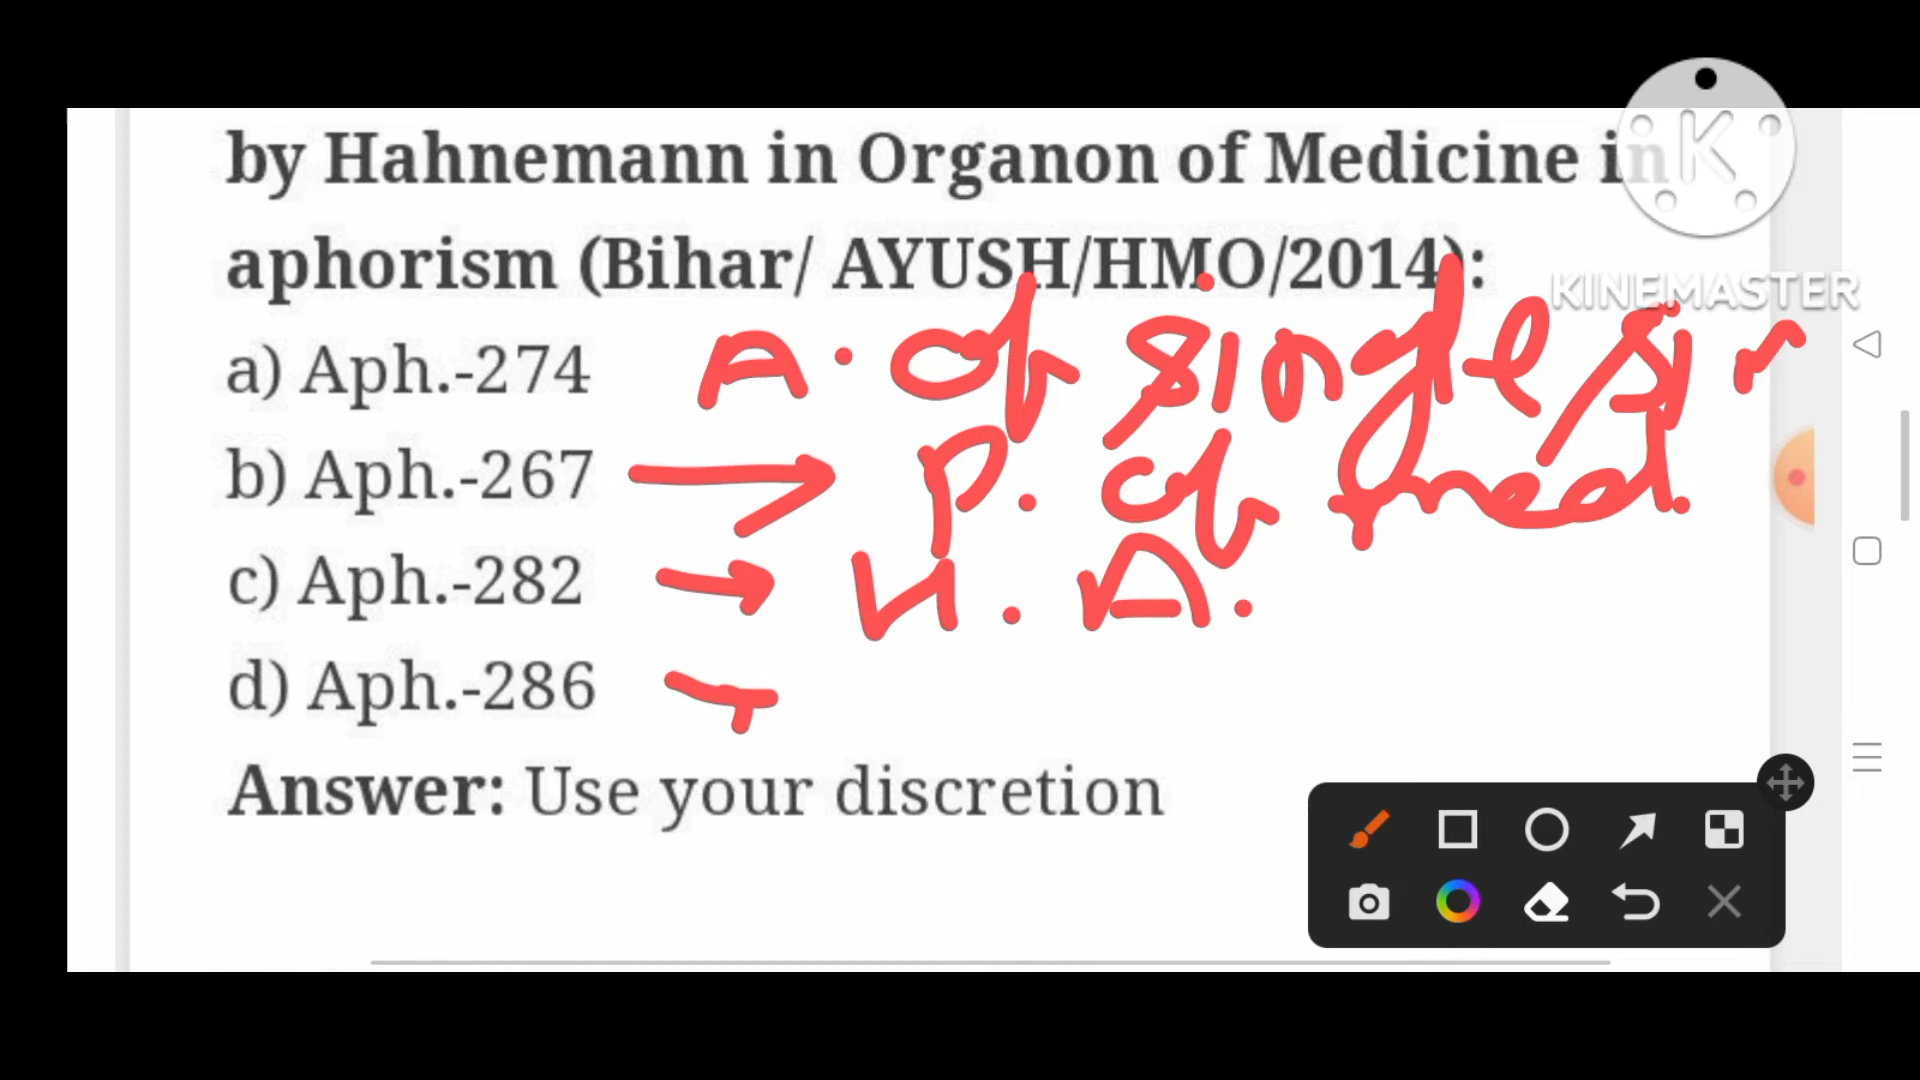 by Hahnemann in Organon of Medicine in
KINEMASTER
aphorism (Bihar/ AYUSH/HMO/2014):
a) Aph.-274 A. of single sim
b) Aph.-267 → P. of med.
c) Aph.-282 → H. A.
d) Aph.-286
Answer: Use your discretion